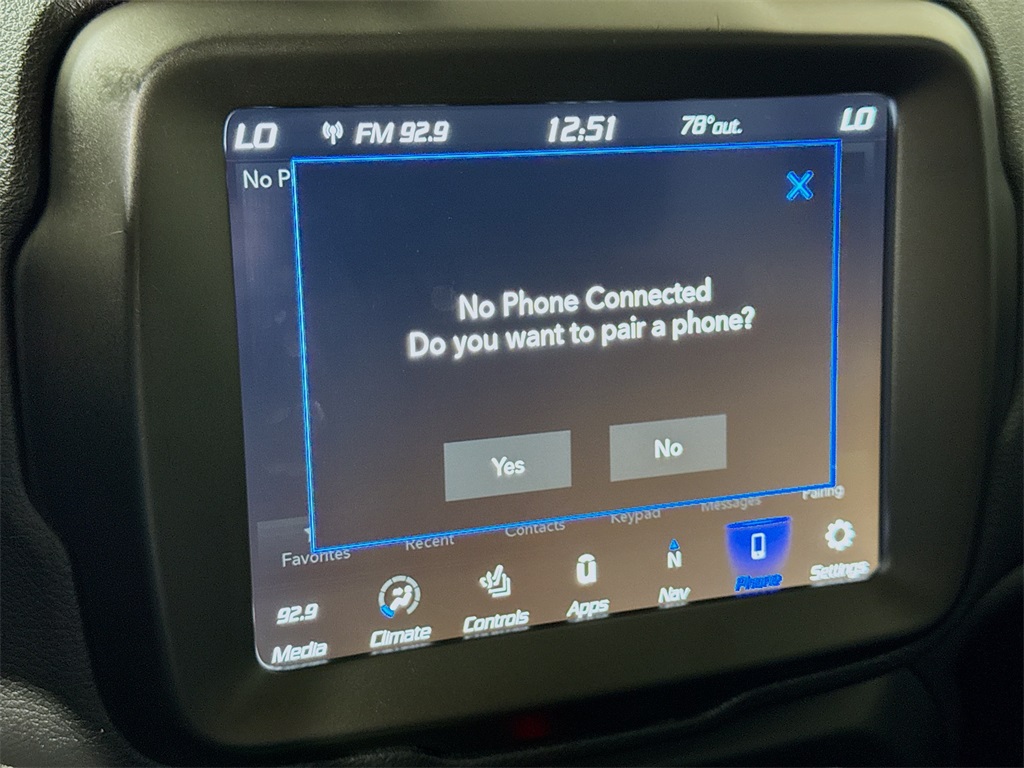 LO FM 92.9 12:51 78°out. LO
No P
No Phone Connected
Do you want to pair a phone?
Yes No
Favorites Recent Contacts Keypad Messages Pairing
92.9 N
Media Climate Controls Apps Nav Phone Settings